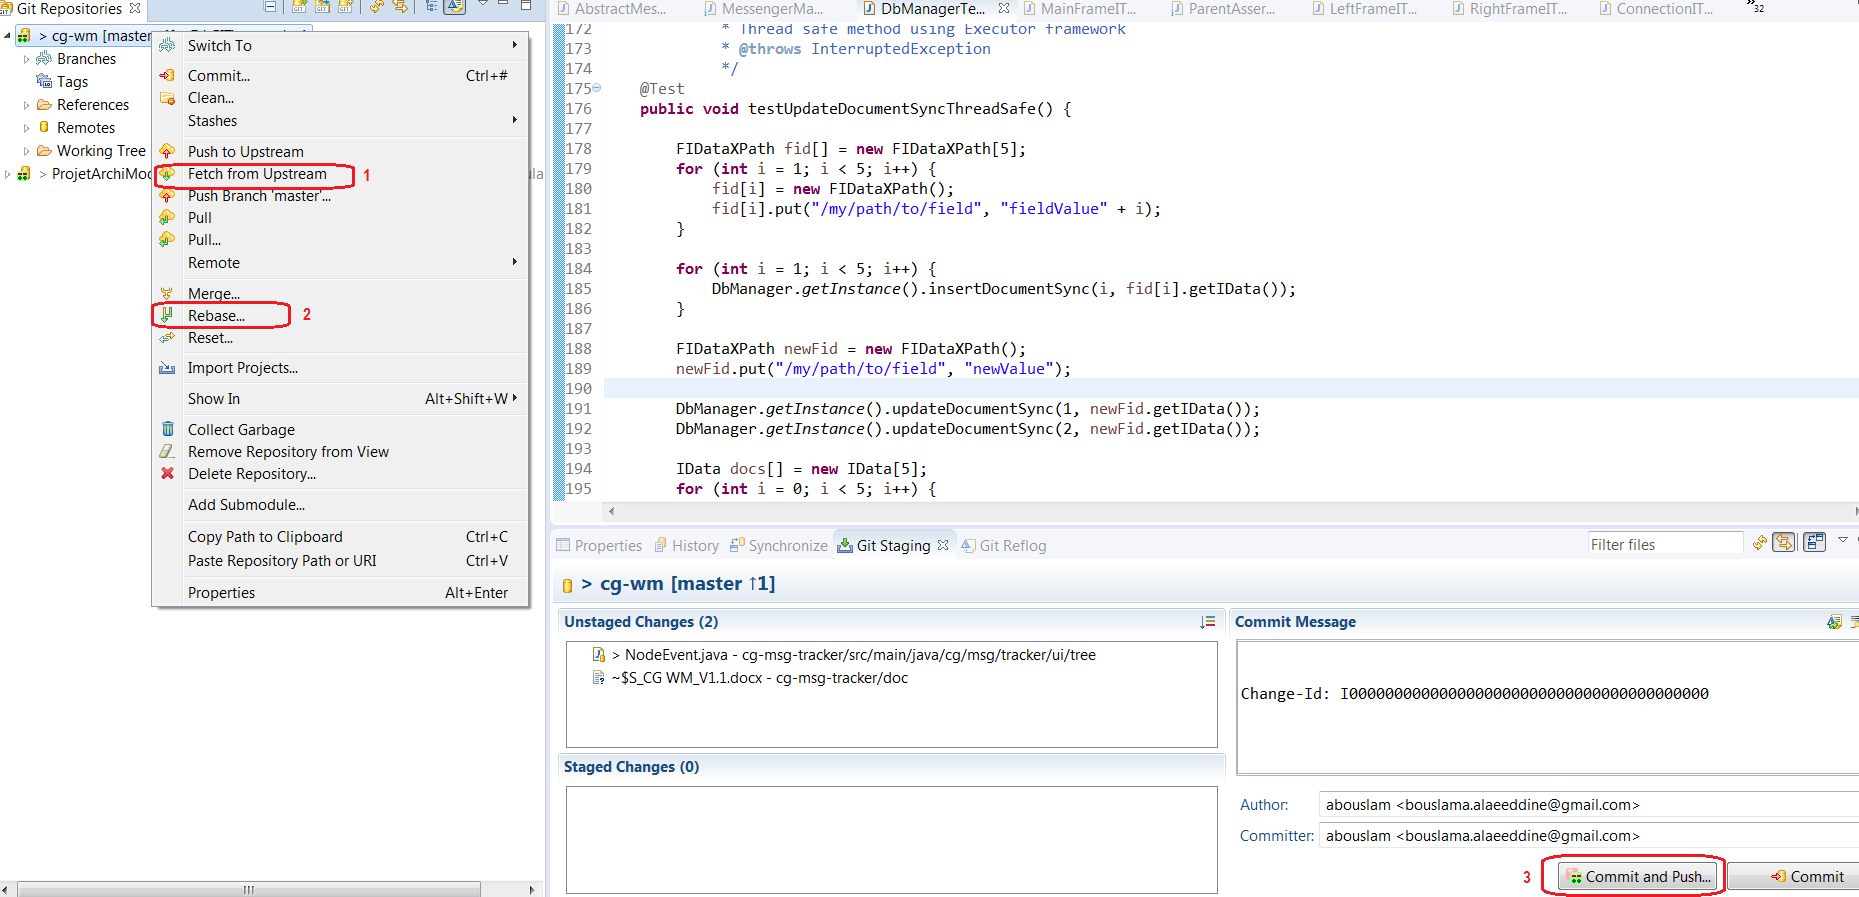 Git Repositories
> cg-wm [master
Branches
Tags
References
Remotes
Working Tree
> ProjetArchiMod
ula
Switch To
Commit... Ctrl+#
Clean...
Stashes
Push to Upstream
Fetch from Upstream 1
Push Branch 'master'...
Pull
Pull...
Remote
Merge...
Rebase... 2
Reset...
Import Projects...
Show In Alt+Shift+W
Collect Garbage
Remove Repository from View
Delete Repository...
Add Submodule...
Copy Path to Clipboard Ctrl+C
Paste Repository Path or URI Ctrl+V
Properties Alt+Enter
AbstractMes... MessengerMa... DbManagerTe... MainFrameIT... ParentAsser... LeftFrameIT... RightFrameIT... ConnectionIT... »32
172 * Thread safe method using Executor framework
173 * @throws InterruptedException
174 */
175 @Test
176 public void testUpdateDocumentSyncThreadSafe() {
177
178 FIDataXPath fid[] = new FIDataXPath[5];
179 for (int i = 1; i < 5; i++) {
180 fid[i] = new FIDataXPath();
181 fid[i].put("/my/path/to/field", "fieldValue" + i);
182 }
183
184 for (int i = 1; i < 5; i++) {
185 DbManager.getInstance().insertDocumentSync(i, fid[i].getIData());
186 }
187
188 FIDataXPath newFid = new FIDataXPath();
189 newFid.put("/my/path/to/field", "newValue");
190
191 DbManager.getInstance().updateDocumentSync(1, newFid.getIData());
192 DbManager.getInstance().updateDocumentSync(2, newFid.getIData());
193
194 IData docs[] = new IData[5];
195 for (int i = 0; i < 5; i++) {
Properties History Synchronize Git Staging Git Reflog Filter files
> cg-wm [master ↑1]
Unstaged Changes (2)
> NodeEvent.java - cg-msg-tracker/src/main/java/cg/msg/tracker/ui/tree
~$S_CG WM_V1.1.docx - cg-msg-tracker/doc
Staged Changes (0)
Commit Message
Change-Id: I0000000000000000000000000000000000000000
Author: abouslam <bouslama.alaeeddine@gmail.com>
Committer: abouslam <bouslama.alaeeddine@gmail.com>
3 Commit and Push... Commit